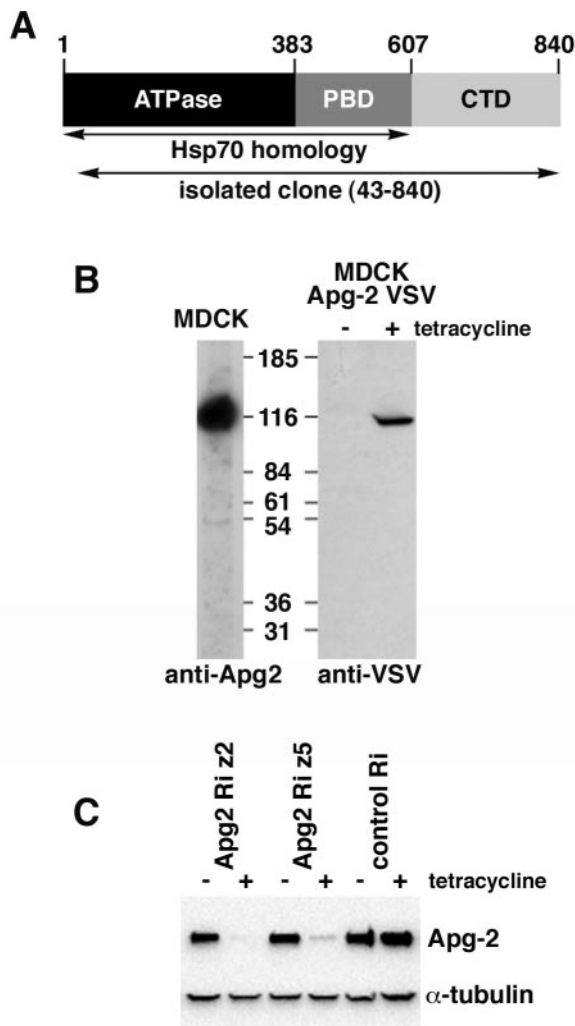 A
1 383 607 840
ATPase PBD CTD
Hsp70 homology
isolated clone (43-840)
B
MDCK
MDCK
Apg-2 VSV
- + tetracycline
185
116
84
61
54
36
31
anti-Apg2 anti-VSV
C
Apg2 Ri z2
Apg2 Ri z5
control Ri
- + - + - + tetracycline
Apg-2
α-tubulin